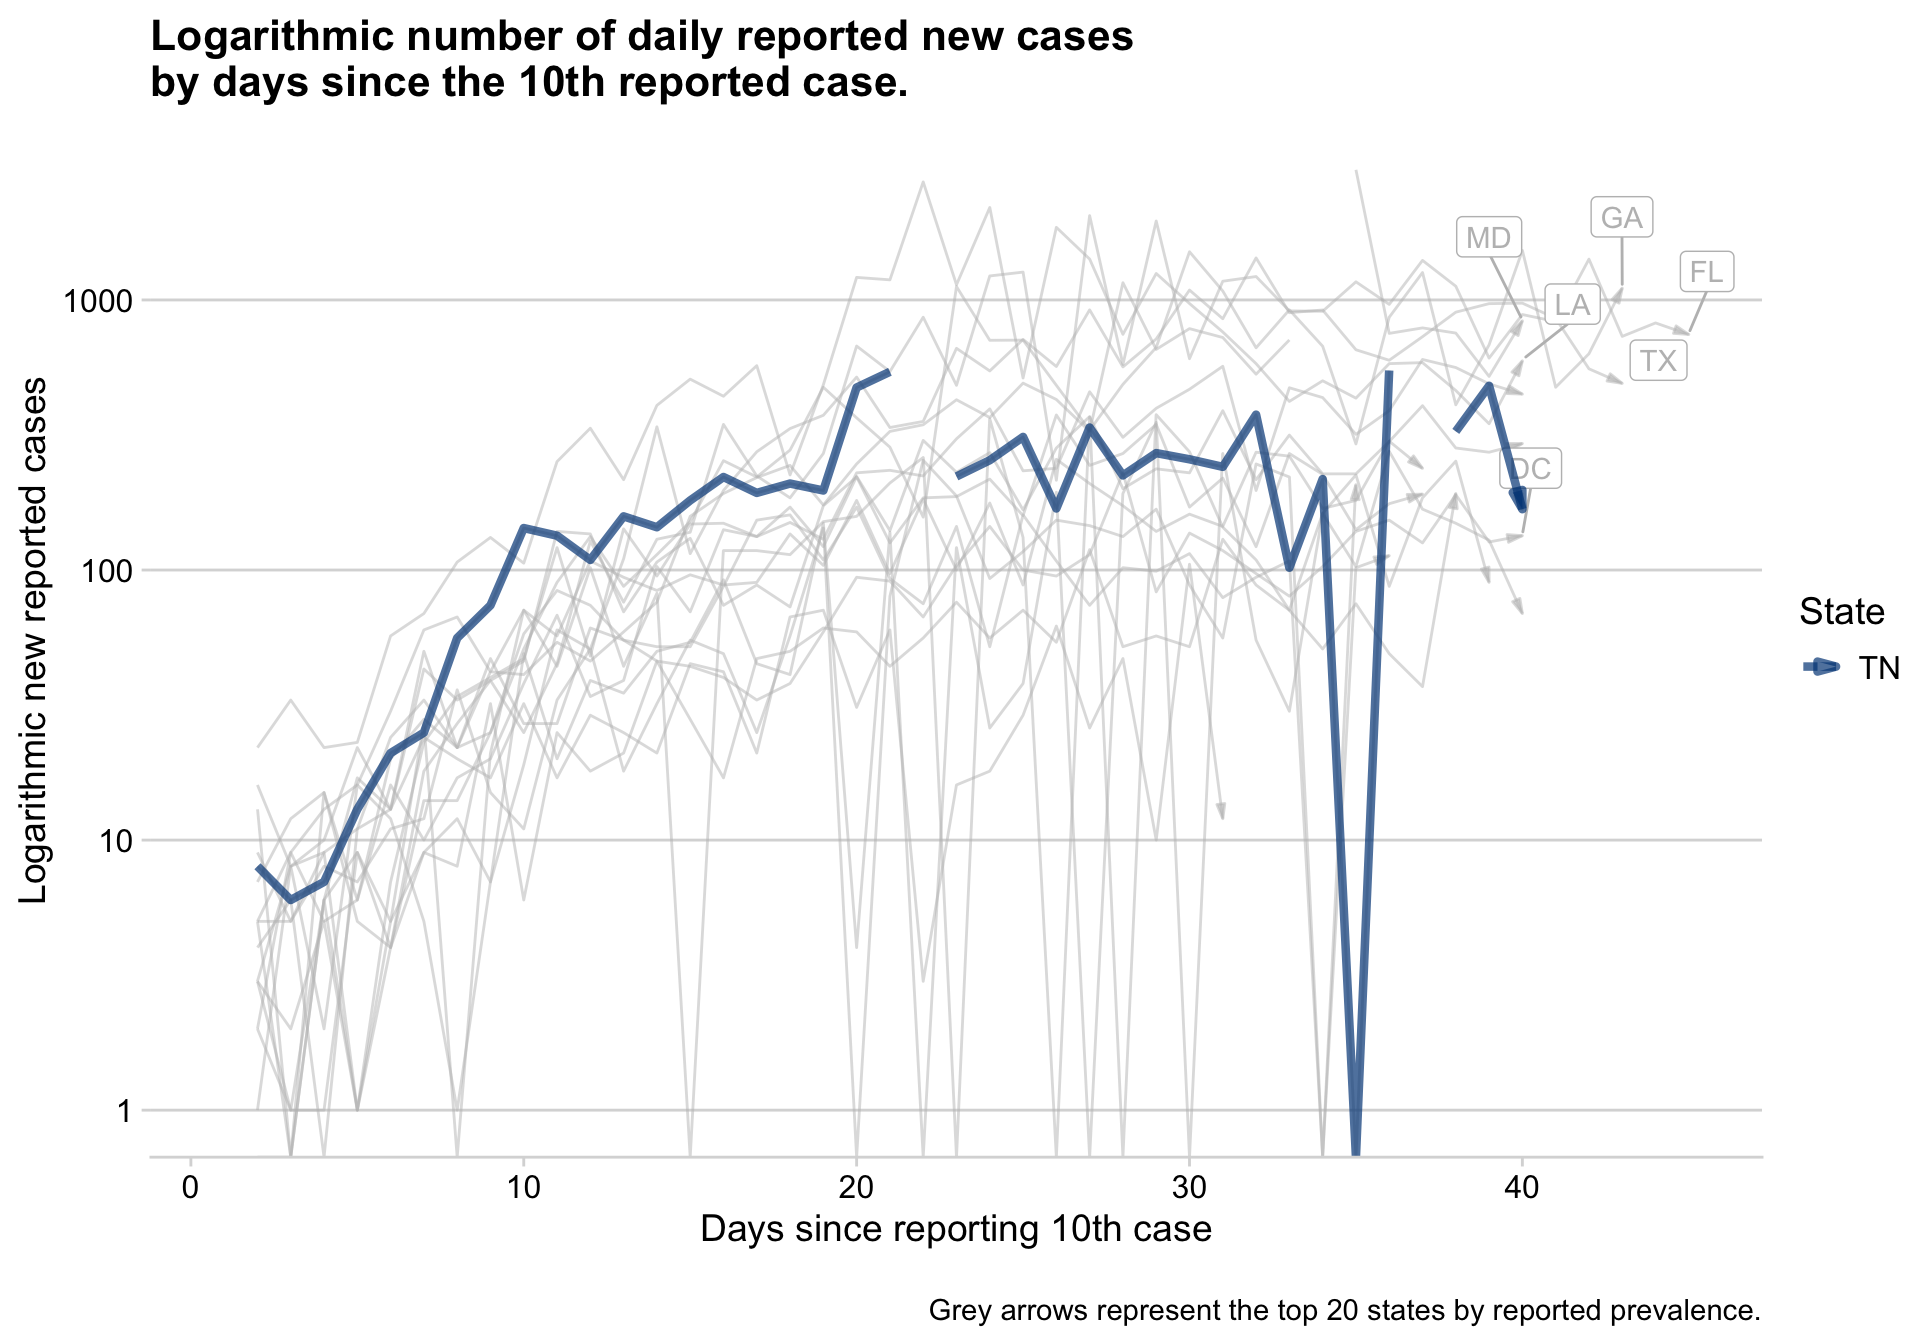 Logarithmic number of daily reported new cases
by days since the 10th reported case.
GA
MD
FL
LA
TX
DC
1000
100
10
1
Logarithmic new reported cases
State
TN
0 10 20 30 40
Days since reporting 10th case
Grey arrows represent the top 20 states by reported prevalence.